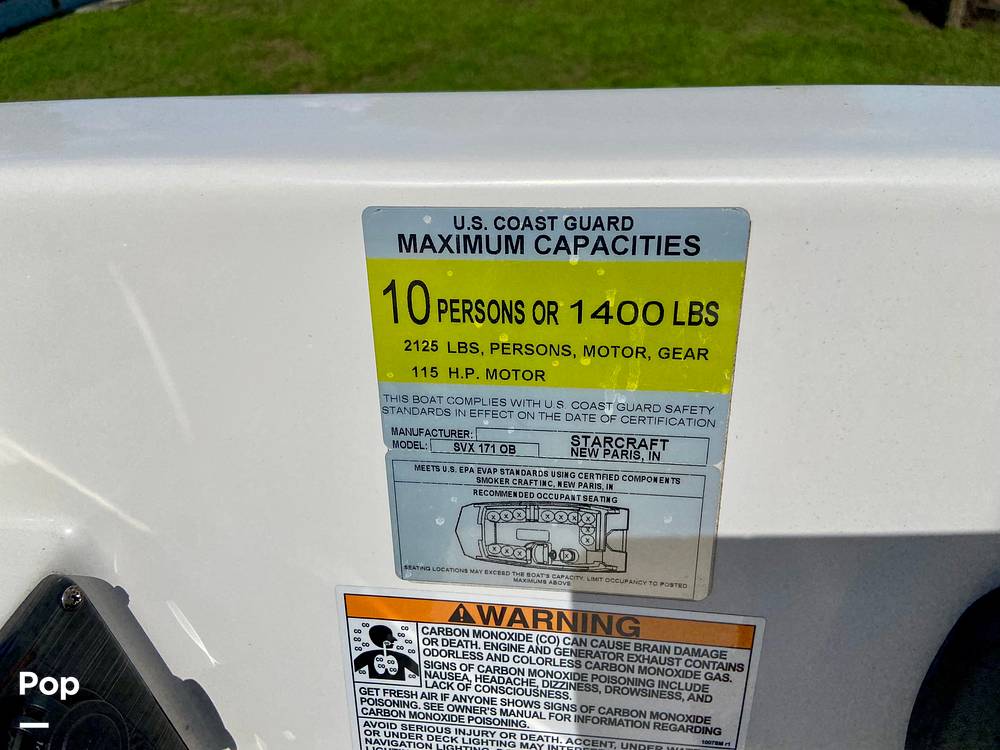 U.S. COAST GUARD
MAXIMUM CAPACITIES
10 PERSONS OR 1400 LBS
2125 LBS, PERSONS, MOTOR, GEAR
115 H.P. MOTOR
THIS BOAT COMPLIES WITH U.S. COAST GUARD SAFETY
STANDARDS IN EFFECT ON THE DATE OF CERTIFICATION
MANUFACTURER: STARCRAFT
MODEL: SVX 171 OB NEW PARIS, IN
MEETS U.S. EPA EVAP STANDARDS USING CERTIFIED COMPONENTS
SMOKER CRAFT INC, NEW PARIS, IN
RECOMMENDED OCCUPANT SEATING
SEATING LOCATIONS MAY EXCEED THE BOAT'S CAPACITY. LIMIT OCCUPANCY TO POSTED
MAXIMUMS ABOVE
WARNING
CARBON MONOXIDE (CO) CAN CAUSE BRAIN DAMAGE
OR DEATH. ENGINE AND GENERATOR EXHAUST CONTAINS
ODORLESS AND COLORLESS CARBON MONOXIDE GAS.
SIGNS OF CARBON MONOXIDE POISONING INCLUDE
NAUSEA, HEADACHE, DIZZINESS, DROWSINESS, AND
LACK OF CONSCIOUSNESS.
GET FRESH AIR IF ANYONE SHOWS SIGNS OF CARBON MONOXIDE
POISONING. SEE OWNER'S MANUAL FOR INFORMATION REGARDING
CARBON MONOXIDE POISONING.
AVOID SERIOUS INJURY OR DEATH. ACCENT, UNDER
OR UNDER DECK LIGHTING MAY
NAVIGATION LIGHTING
Pop